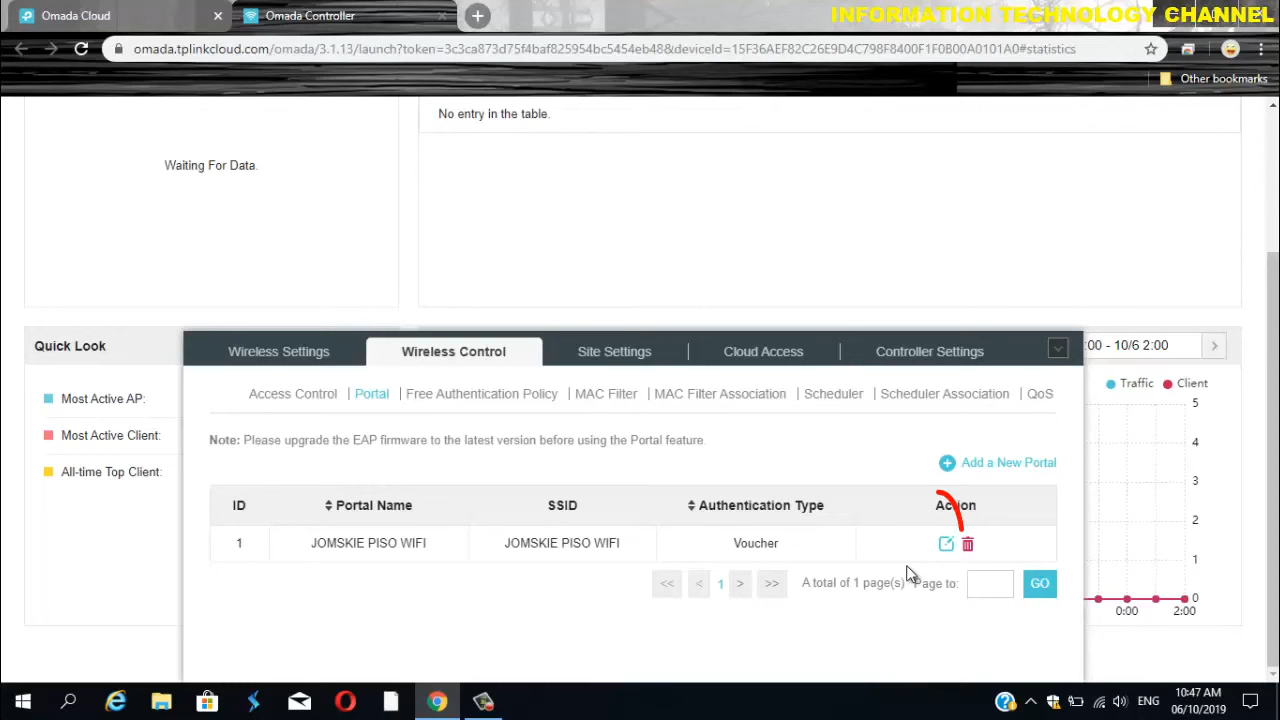 Omada Cloud
Omada Controller
INFORMATION TECHNOLOGY CHANNEL
omada.tplinkcloud.com/omada/3.1.13/launch?token=3c3ca873d75f4baf825954bc5454eb48&deviceId=15F36AEF82C26E9D4C798F8400F1F0B00A0101A0#statistics
Other bookmarks
No entry in the table.
Waiting For Data.
Quick Look
:00 - 10/6 2:00
Wireless Settings
Wireless Control
Site Settings
Cloud Access
Controller Settings
Most Active AP:
Most Active Client:
All-time Top Client:
Traffic
Client
Access Control | Portal | Free Authentication Policy | MAC Filter | MAC Filter Association | Scheduler | Scheduler Association | QoS
Note: Please upgrade the EAP firmware to the latest version before using the Portal feature.
Add a New Portal
ID Portal Name SSID Authentication Type Action
1 JOMSKIE PISO WIFI JOMSKIE PISO WIFI Voucher
<< < 1 > >> A total of 1 page(s) Page to: GO
5
4
3
2
1
0
0:00 2:00
ENG
10:47 AM
06/10/2019